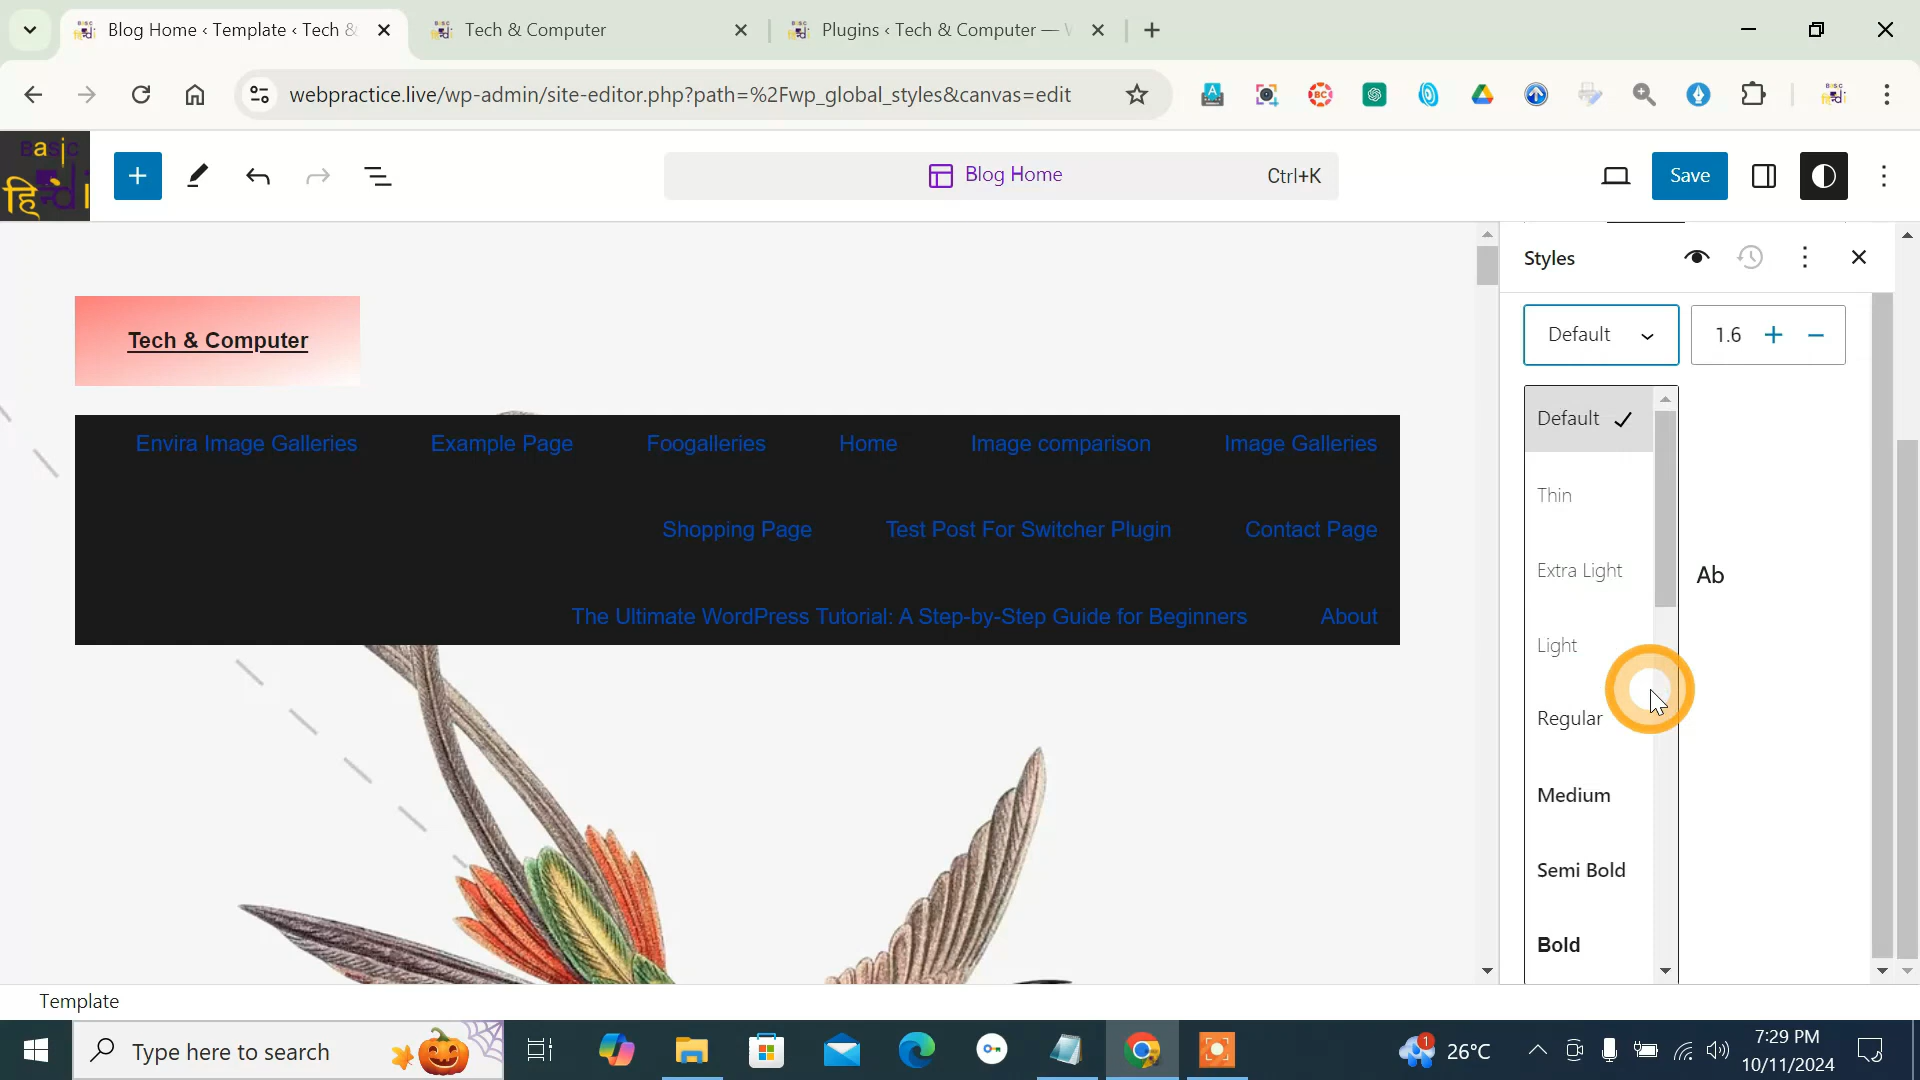 Blog Home ‹ Template ‹ Tech &
Tech & Computer
Plugins ‹ Tech & Computer —
webpractice.live/wp-admin/site-editor.php?path=%2Fwp_global_styles&canvas=edit
हि
Blog Home
Ctrl+K
Save
Styles
Default
1.6
Tech & Computer
Default
Envira Image Galleries
Example Page
Foogalleries
Home
Image comparison
Image Galleries
Thin
Shopping Page
Test Post For Switcher Plugin
Contact Page
Extra Light
Ab
The Ultimate WordPress Tutorial: A Step-by-Step Guide for Beginners
About
Light
Regular
Medium
Semi Bold
Bold
Template
Type here to search
1
26°C
7:29 PM
10/11/2024